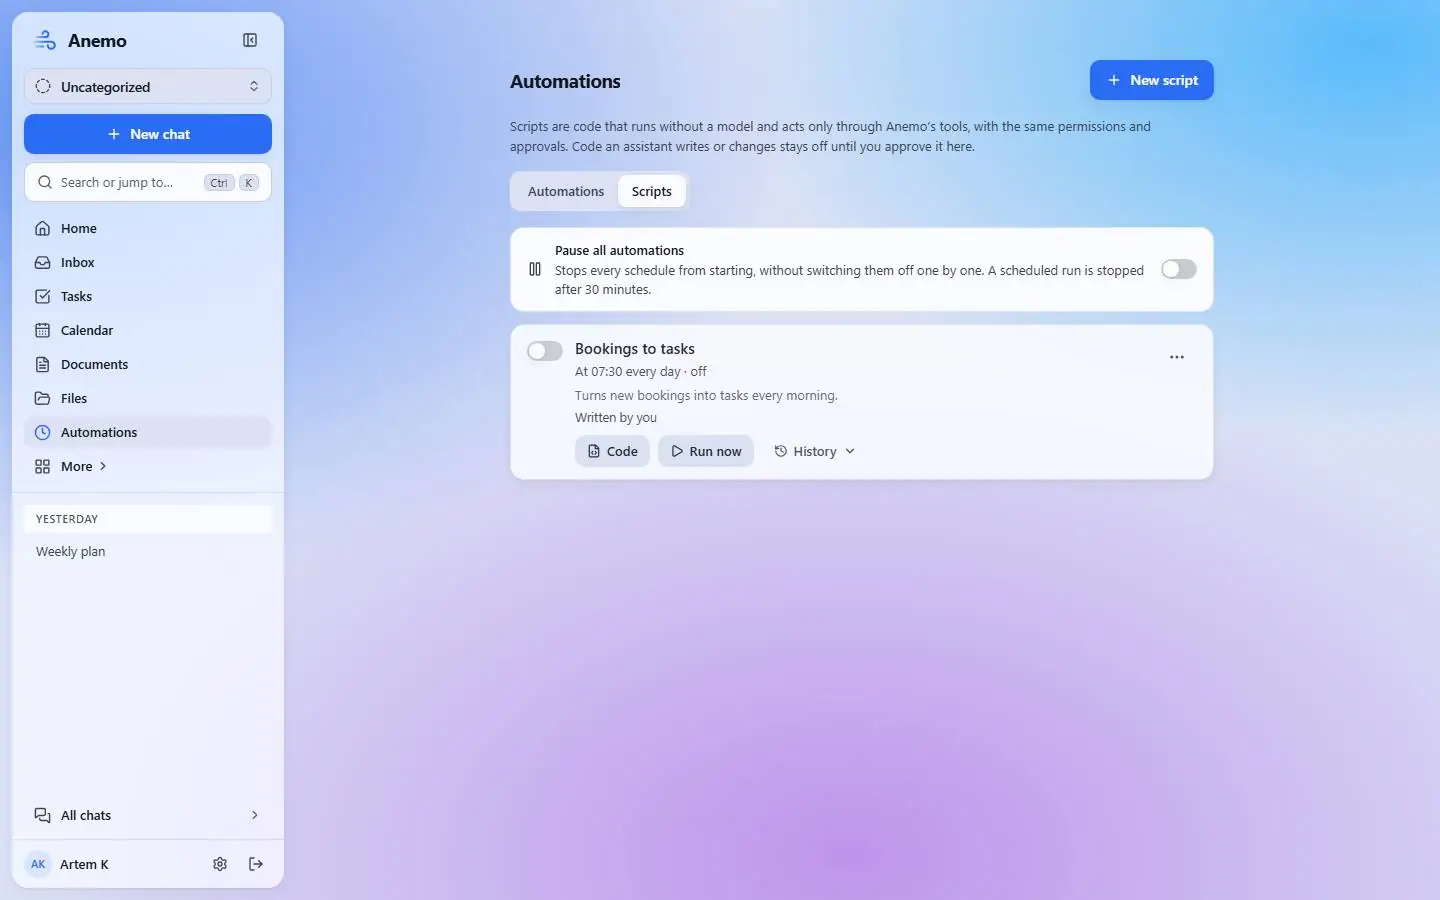 Anemo
Uncategorized
New chat
Search or jump to...
Ctrl K
Home
Inbox
Tasks
Calendar
Documents
Files
Automations
More
YESTERDAY
Weekly plan
All chats
AK
Artem K
Automations
New script
Scripts are code that runs without a model and acts only through Anemo's tools, with the same permissions and
approvals. Code an assistant writes or changes stays off until you approve it here.
Automations
Scripts
Pause all automations
Stops every schedule from starting, without switching them off one by one. A scheduled run is stopped
after 30 minutes.
Bookings to tasks
At 07:30 every day · off
Turns new bookings into tasks every morning.
Written by you
Code
Run now
History